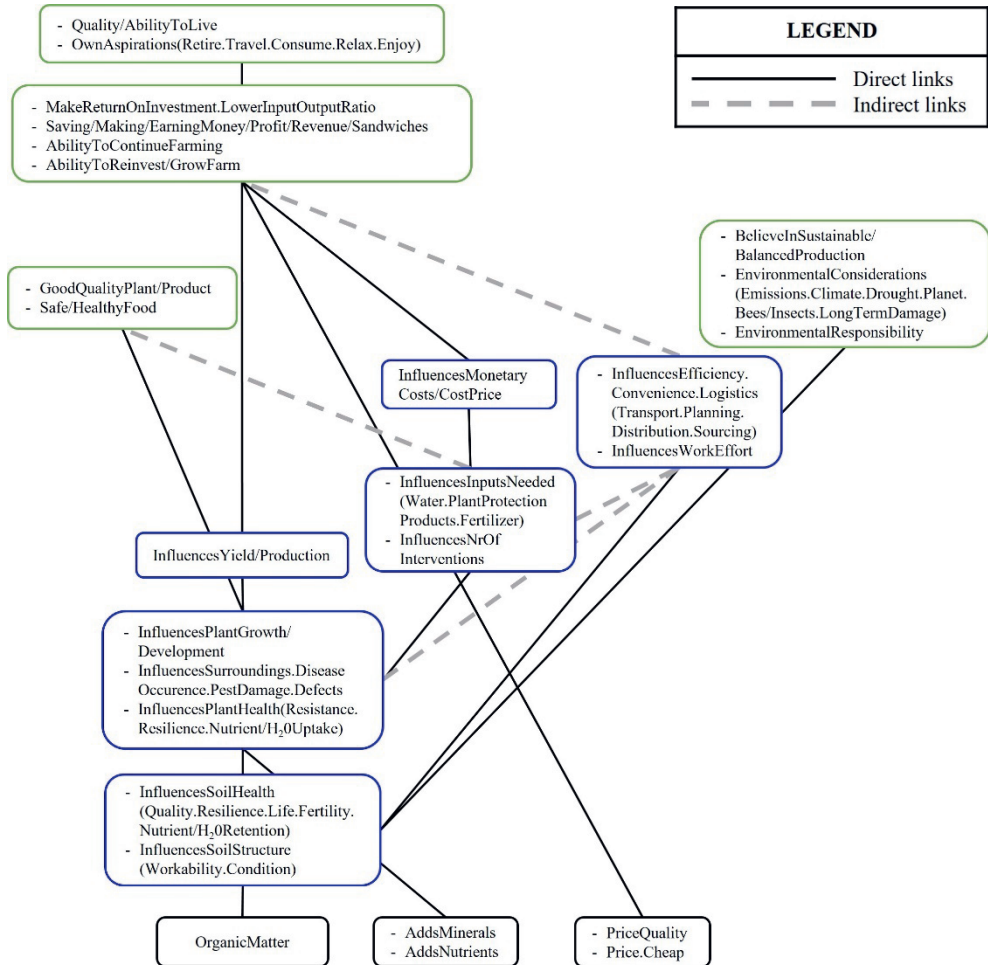 - Quality/AbilityToLive
- OwnAspirations(Retire.Travel.Consume.Relax.Enjoy)
LEGEND
Direct links
Indirect links
- MakeReturnOnInvestment.LowerInputOutputRatio
- Saving/Making/EarningMoney/Profit/Revenue/Sandwiches
- AbilityToContinueFarming
- AbilityToReinvest/GrowFarm
- BelieveInSustainable/
BalancedProduction
- EnvironmentalConsiderations
(Emissions.Climate.Drought.Planet.
Bees/Insects.LongTermDamage)
- EnvironmentalResponsibility
- GoodQualityPlant/Product
- Safe/HealthyFood
InfluencesMonetary
Costs/CostPrice
- InfluencesEfficiency.
Convenience.Logistics
(Transport.Planning.
Distribution.Sourcing)
- InfluencesWorkEffort
- InfluencesInputsNeeded
(Water.PlantProtection
Products.Fertilizer)
- InfluencesNrOf
Interventions
InfluencesYield/Production
- InfluencesPlantGrowth/
Development
- InfluencesSurroundings.Disease
Occurence.PestDamage.Defects
- InfluencesPlantHealth(Resistance.
Resilience.Nutrient/H₂0Uptake)
- InfluencesSoilHealth
(Quality.Resilience.Life.Fertility.
Nutrient/H₂0Retention)
- InfluencesSoilStructure
(Workability.Condition)
OrganicMatter
- AddsMinerals
- AddsNutrients
- PriceQuality
- Price.Cheap